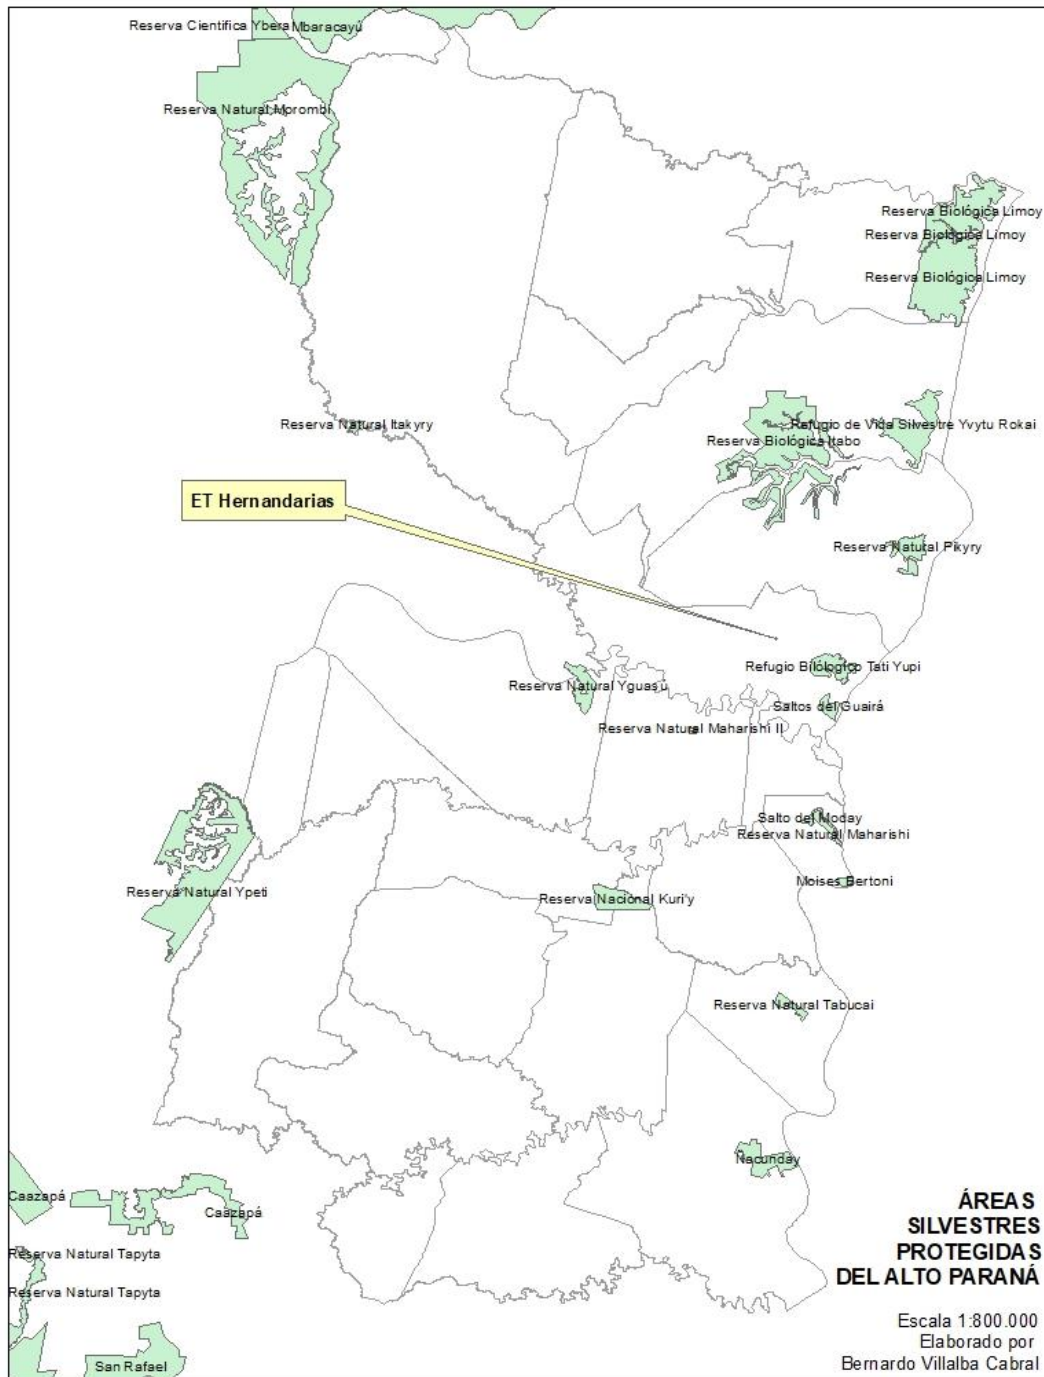 Reserva Cientifica Ybera
Mbaracayú
Reserva Natural Morombi
Reserva Biológica Limoy
Reserva Biológica Limoy
Reserva Biológica Limoy
Reserva Natural Itakyry
Refugio de Vida Silvestre Yvytu Rokai
Reserva Biológica Itabo
ET Hernandarias
Reserva Natural Pikyry
Refugio Bilólogico Tati Yupi
Reserva Natural Yguasú
Saltos del Guairá
Reserva Natural Maharishi II
Salto del Moday
Reserva Natural Maharishi
Moises Bertoni
Reserva Natural Ypeti
Reserva Nacional Kuri'y
Reserva Natural Tabucai
Ñacunday
Caazapá
Caazapá
Reserva Natural Tapyta
Reserva Natural Tapyta
San Rafael
ÁREAS
SILVESTRES
PROTEGIDAS
DEL ALTO PARANÁ
Escala 1:800.000
Elaborado por
Bernardo Villalba Cabral